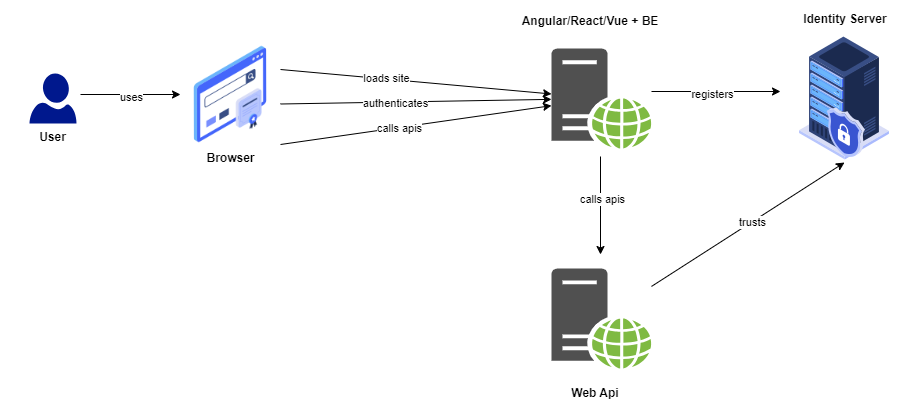 Angular/React/Vue + BE
Identity Server
loads site
uses
authenticates
registers
calls apis
User
Browser
calls apis
trusts
Web Api